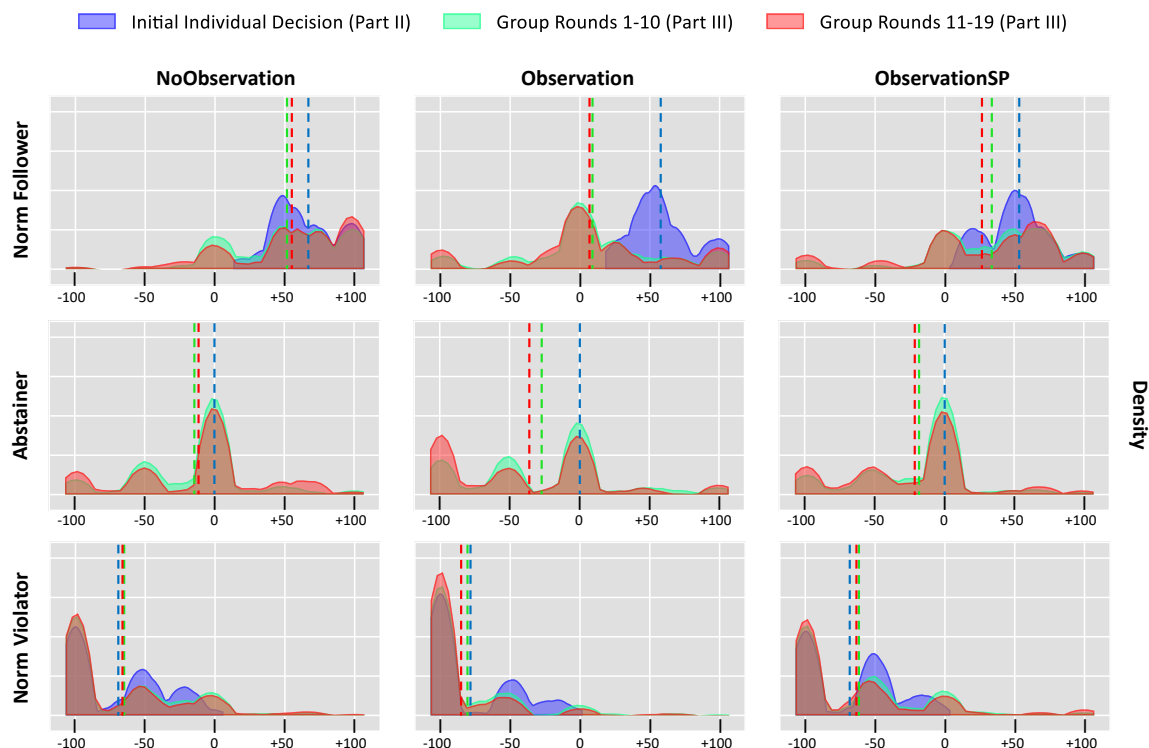 Initial Individual Decision (Part II) Group Rounds 1-10 (Part III) Group Rounds 11-19 (Part III)
NoObservation Observation ObservationSP
Norm Follower
-100 -50 0 +50 +100 -100 -50 0 +50 +100 -100 -50 0 +50 +100
Abstainer
Density
-100 -50 0 +50 +100 -100 -50 0 +50 +100 -100 -50 0 +50 +100
Norm Violator
-100 -50 0 +50 +100 -100 -50 0 +50 +100 -100 -50 0 +50 +100